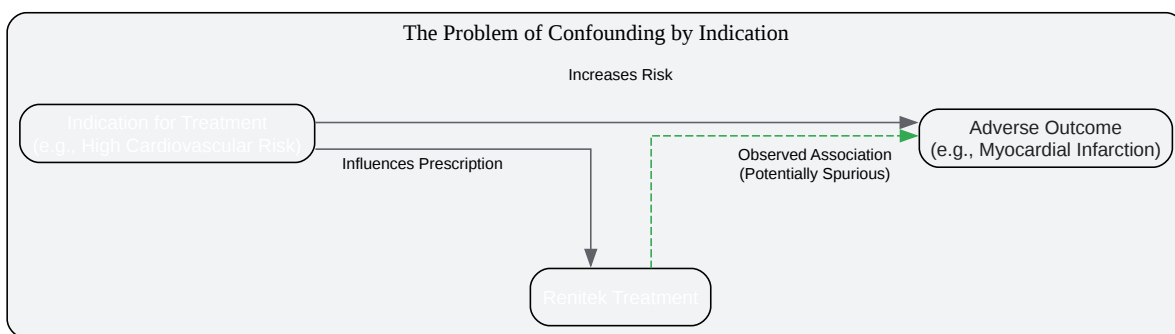 The Problem of Confounding by Indication
Increases Risk
Indication for Treatment
(e.g., High Cardiovascular Risk)
Adverse Outcome
(e.g., Myocardial Infarction)
Influences Prescription
Observed Association
(Potentially Spurious)
Renitek Treatment